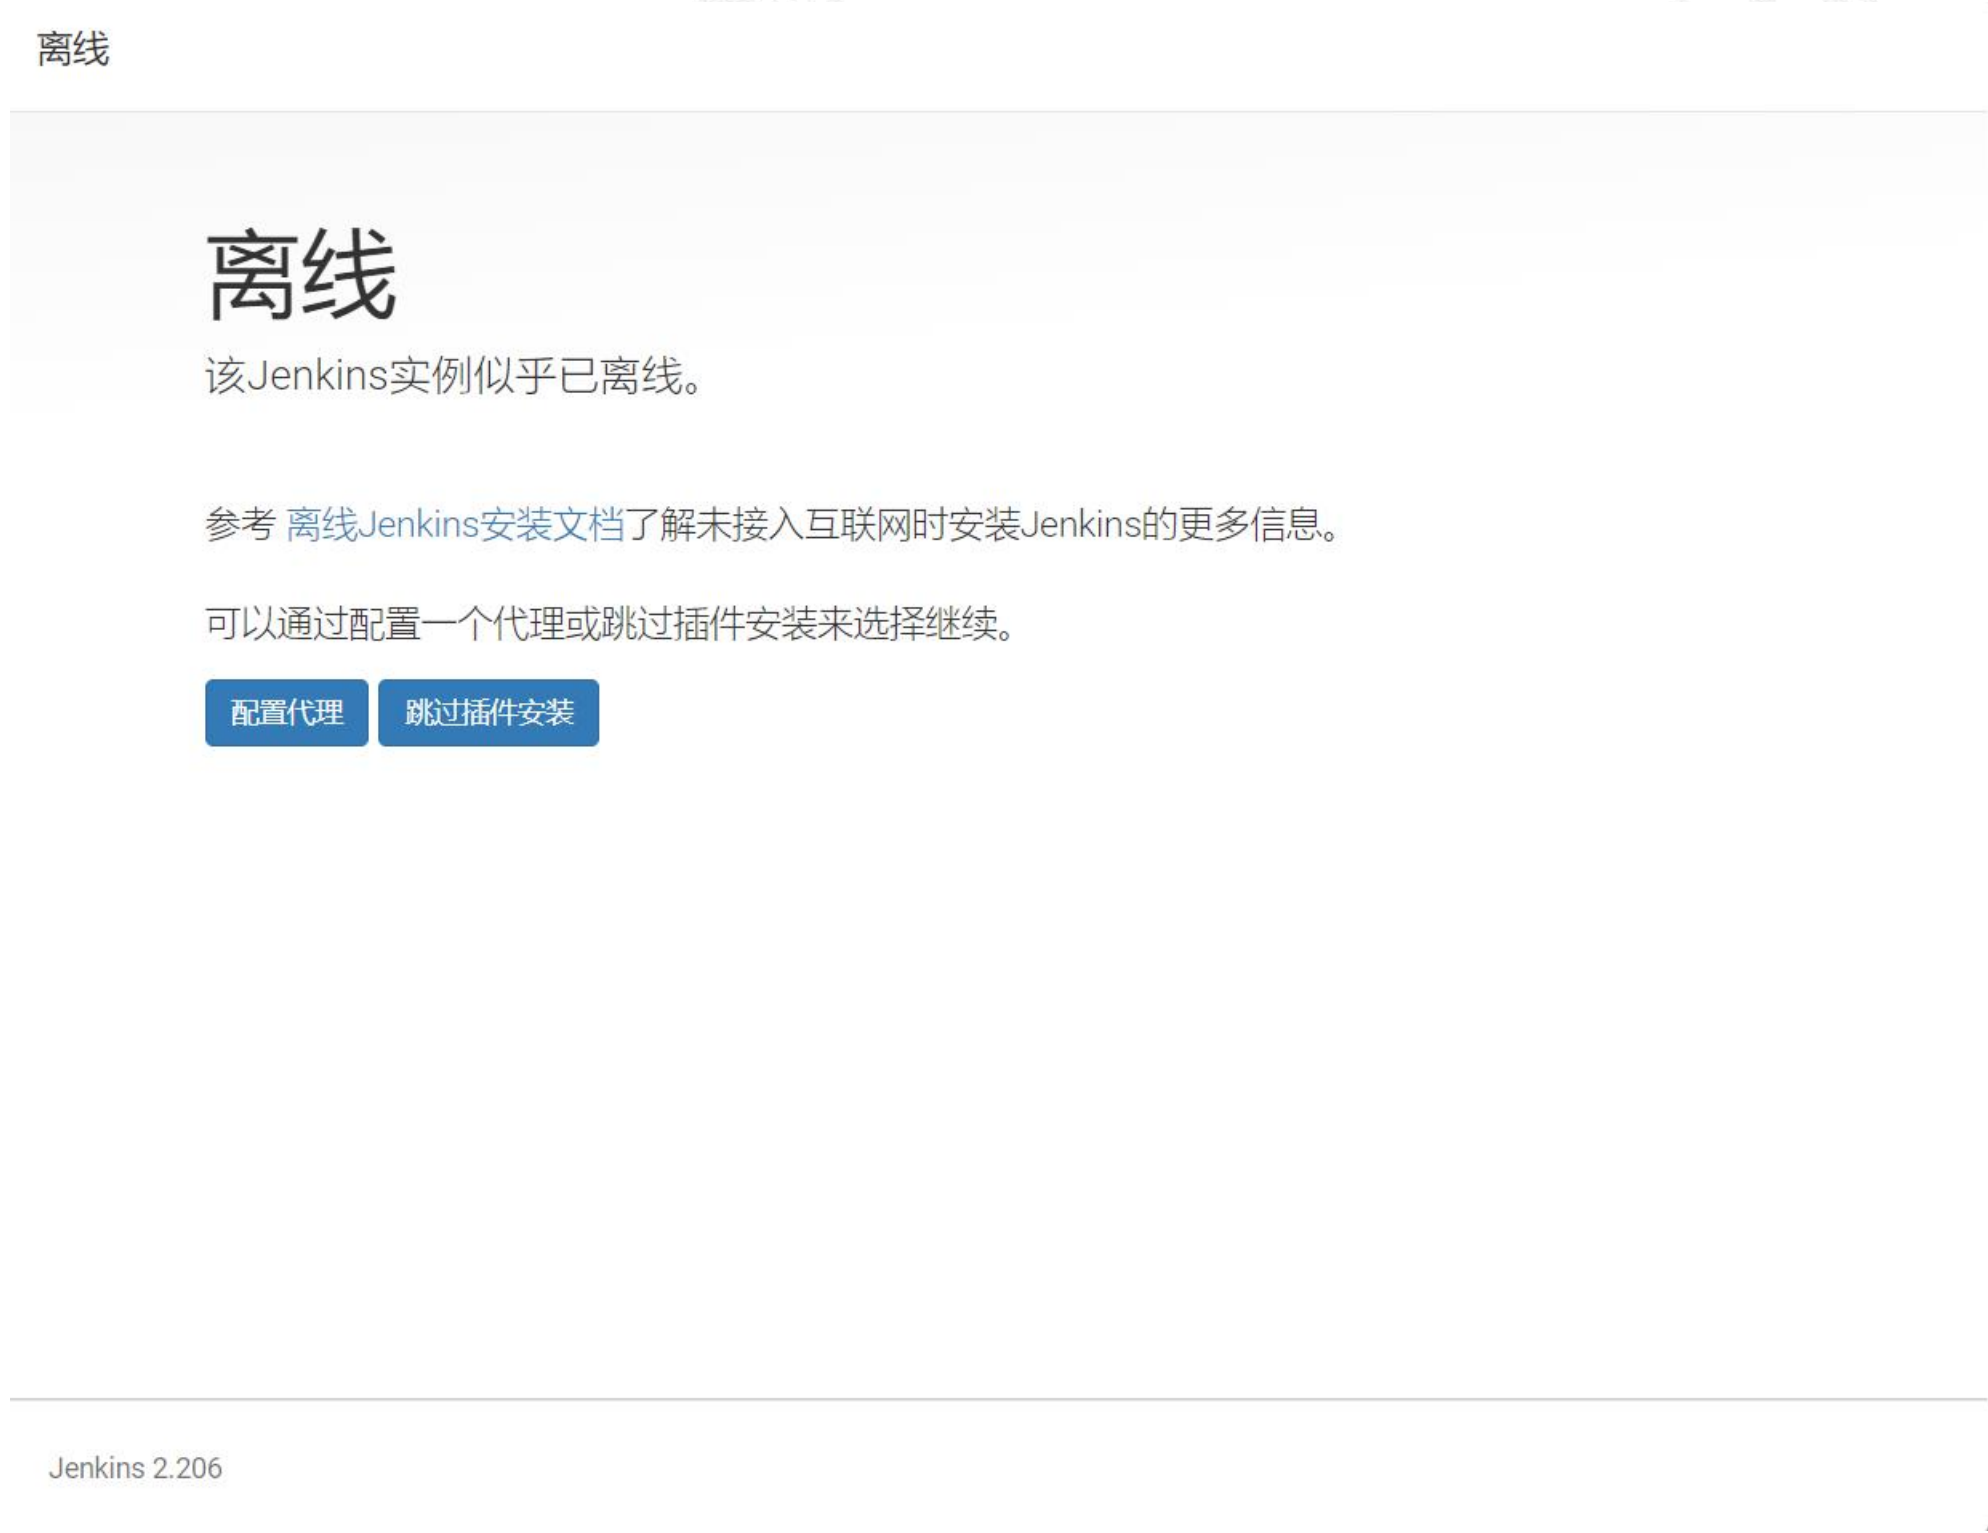 离线
离线
该Jenkins实例似乎已离线。
参考 离线Jenkins安装文档了解未接入互联网时安装Jenkins的更多信息。
可以通过配置一个代理或跳过插件安装来选择继续。
配置代理 跳过插件安装
Jenkins 2.206